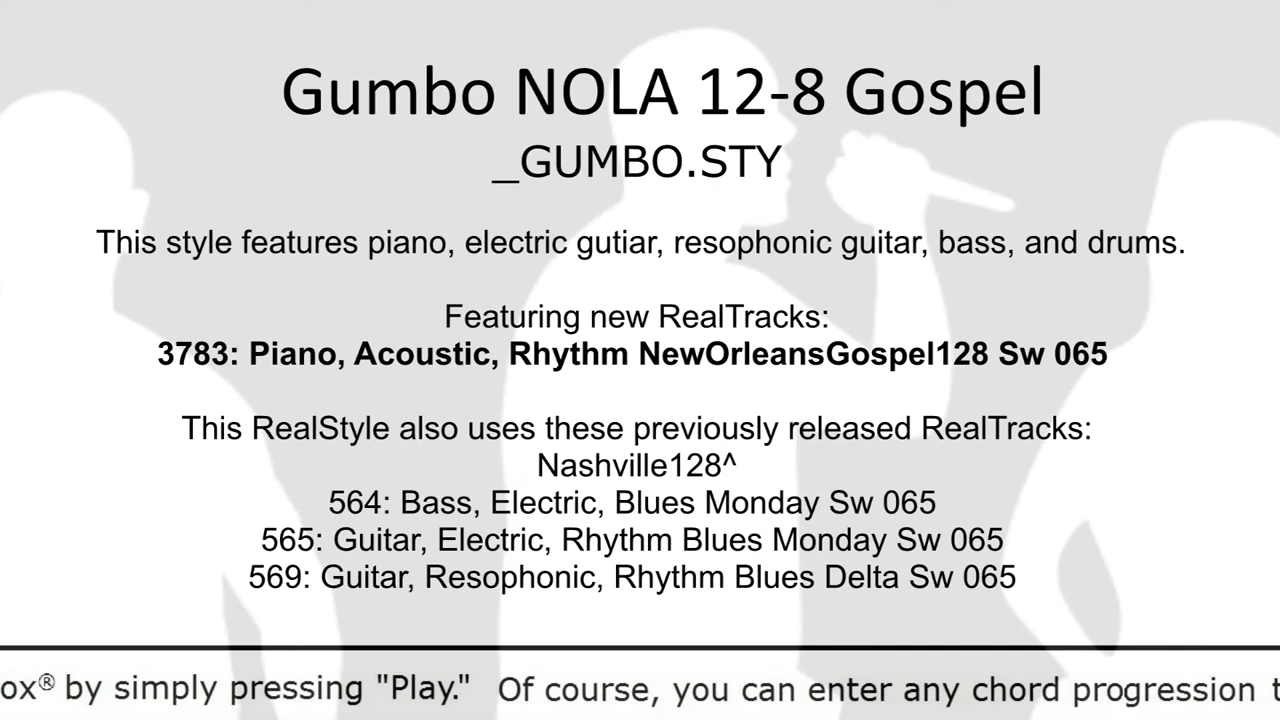 Gumbo NOLA 12-8 Gospel
_GUMBO.STY
This style features piano, electric gutiar, resophonic guitar, bass, and drums.
Featuring new RealTracks:
3783: Piano, Acoustic, Rhythm NewOrleansGospel128 Sw 065
This RealStyle also uses these previously released RealTracks:
Nashville128^
564: Bass, Electric, Blues Monday Sw 065
565: Guitar, Electric, Rhythm Blues Monday Sw 065
569: Guitar, Resophonic, Rhythm Blues Delta Sw 065
ox® by simply pressing "Play." Of course, you can enter any chord progression t